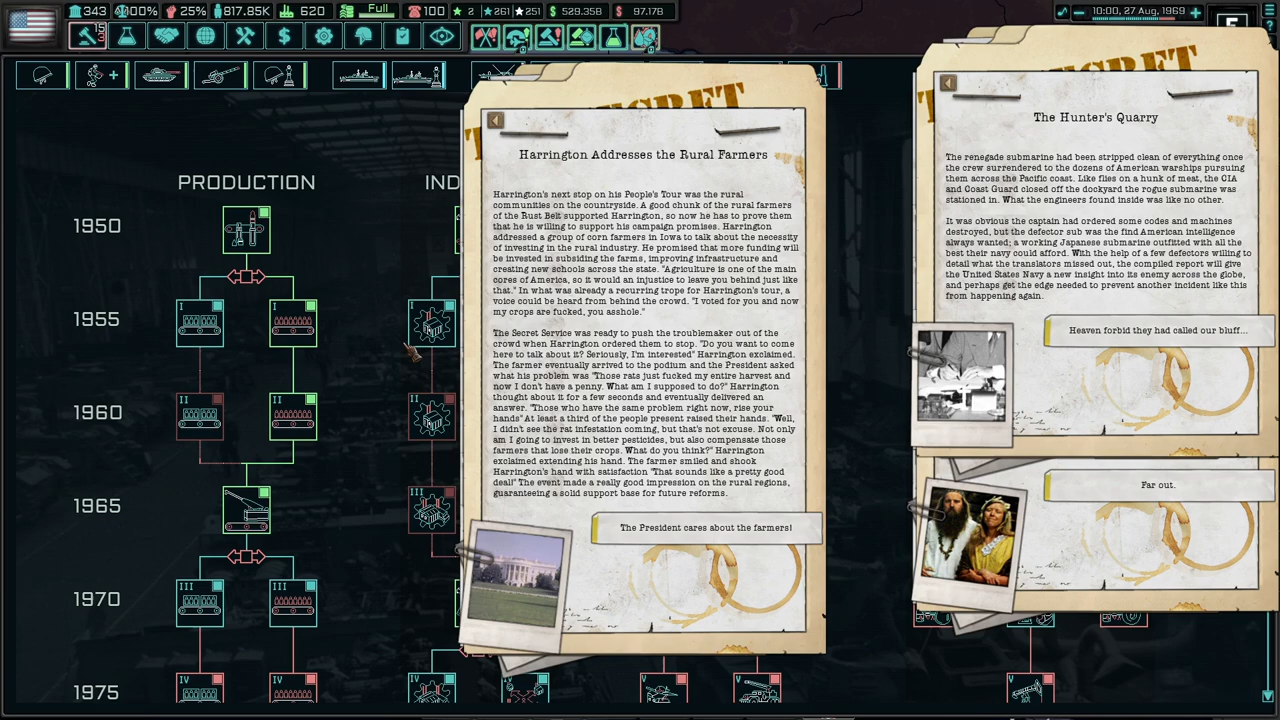 343
100%
25%
817.85K
620
Full
100
2
261
251
529.35B
97.17B
10:00, 27 Aug, 1969
PRODUCTION
IND
1950
1955
1960
1965
1970
1975
I
I
I
II
II
II
III
III
III
IV
IV
IV
IV
V
V
V
Harrington Addresses the Rural Farmers
Harrington's next stop on his People's Tour was the rural
communities on the countryside. A good chunk of the rural farmers
of the Rust Belt supported Harrington, so now he has to prove them
that he is willing to support his campaign promises. Harrington
addressed a group of corn farmers in Iowa to talk about the necessity
of investing in the rural industry. He promised that more funding will
be invested in subsiding the farms, improving infrastructure and
creating new schools across the state. "Agriculture is one of the main
cores of America, so it would an injustice to leave you behind just like
that." In what was already a recurring trope for Harrington's tour, a
voice could be heard from behind the crowd. "I voted for you and now
my crops are fucked, you asshole."
The Secret Service was ready to push the troublemaker out of the
crowd when Harrington ordered them to stop. "Do you want to come
here to talk about it? Seriously, I'm interested" Harrington exclaimed.
The farmer eventually arrived to the podium and the President asked
what his problem was "Those rats just fucked my entire harvest and
now I don't have a penny. What am I supposed to do?" Harrington
thought about it for a few seconds and eventually delivered an
answer. "Those who have the same problem right now, rise your
hands" At least a third of the people present raised their hands. "Well,
I didn't see the rat infestation coming, but that's not excuse. Not only
am I going to invest in better pesticides, but also compensate those
farmers that lose their crops. What do you think?" Harrington
exclaimed extending his hand. The farmer smiled and shook
Harrington's hand with satisfaction "That sounds like a pretty good
deal!" The event made a really good impression on the rural regions,
guaranteeing a solid support base for future reforms.
The President cares about the farmers!
The Hunter's Quarry
The renegade submarine had been stripped clean of everything once
the crew surrendered to the dozens of American warships pursuing
them across the Pacific coast. Like flies on a hunk of meat, the CIA
and Coast Guard closed off the dockyard the rogue submarine was
stationed in. What the engineers found inside was like no other.
It was obvious the captain had ordered some codes and machines
destroyed, but the defector sub was the find American intelligence
always wanted; a working Japanese submarine outfitted with all the
best their navy could afford. With the help of a few defectors willing to
detail what the translators missed out, the compiled report will give
the United States Navy a new insight into its enemy across the globe,
and perhaps get the edge needed to prevent another incident like this
from happening again.
Heaven forbid they had called our bluff...
Far out.